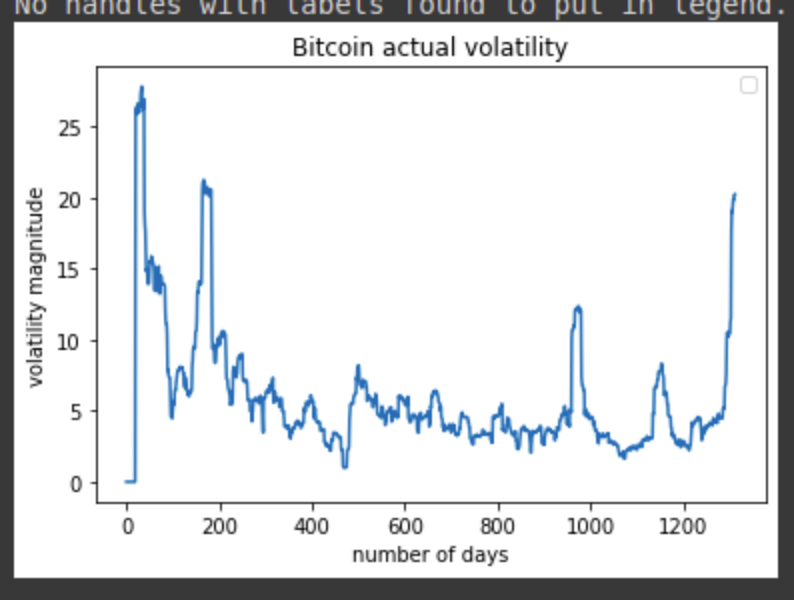 No handles with labels found to put in legend.
Bitcoin actual volatility
25
20
15
10
5
0
volatility magnitude
0 200 400 600 800 1000 1200
number of days